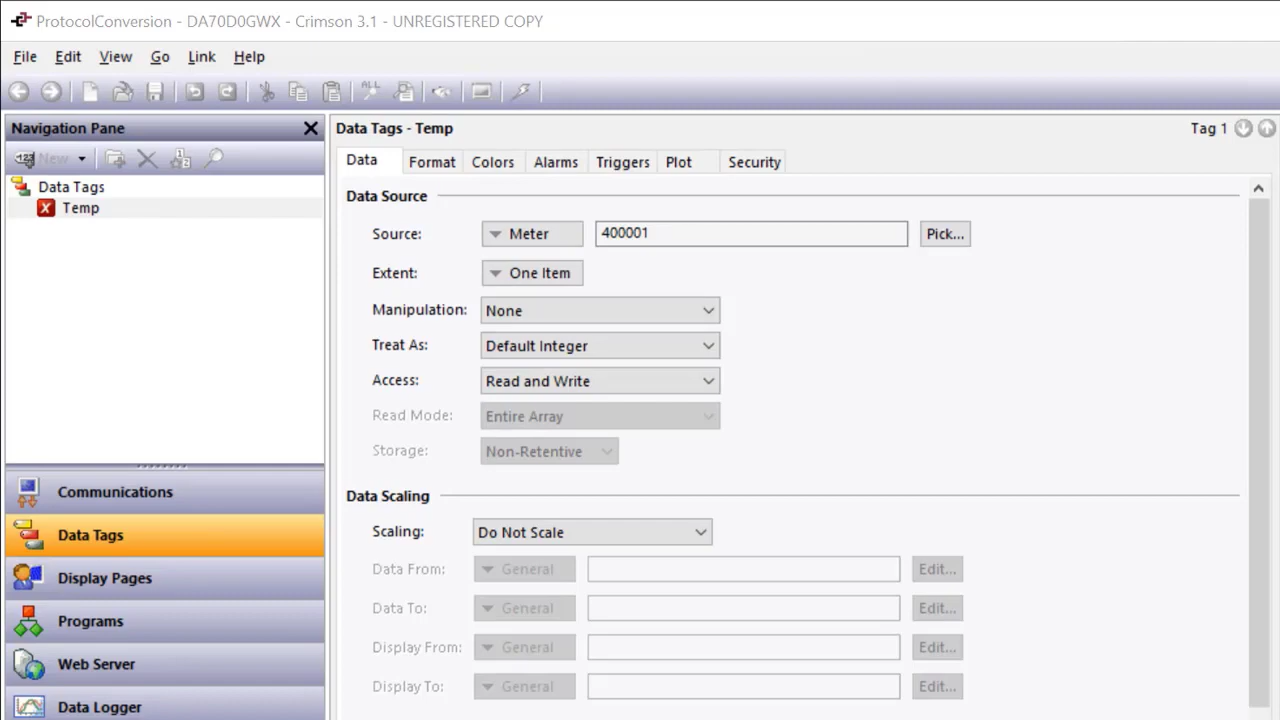 ProtocolConversion - DA70D0GWX - Crimson 3.1 - UNREGISTERED COPY
File Edit View Go Link Help
ALL
Navigation Pane
123 New
1 2
Data Tags
Temp
Communications
Data Tags
Display Pages
Programs
Web Server
Data Logger
Data Tags - Temp
Tag 1
Data Format Colors Alarms Triggers Plot Security
Data Source
Source: Meter 400001 Pick...
Extent: One Item
Manipulation: None
Treat As: Default Integer
Access: Read and Write
Read Mode: Entire Array
Storage: Non-Retentive
Data Scaling
Scaling: Do Not Scale
Data From: General Edit...
Data To: General Edit...
Display From: General Edit...
Display To: General Edit...